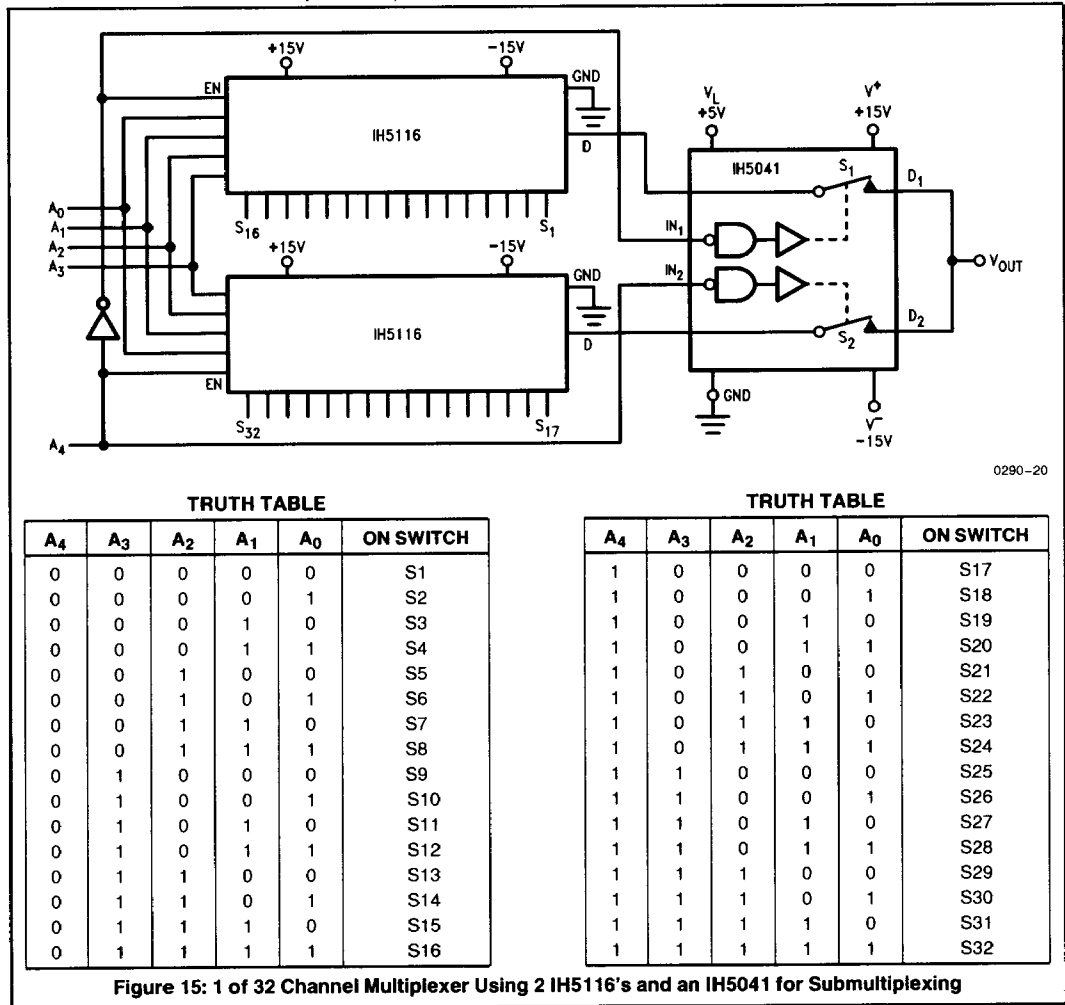 +15V
-15V
GND
EN
IH5116
D
S16
S1
VL
+5V
V+
+15V
IH5041
S1
D1
IN1
IN2
S2
D2
VOUT
GND
V-
-15V
A0
A1
A2
A3
+15V
-15V
GND
IH5116
D
EN
S32
S17
A4
0290-20
TRUTH TABLE
A4 A3 A2 A1 A0 ON SWITCH
0 0 0 0 0 S1
0 0 0 0 1 S2
0 0 0 1 0 S3
0 0 0 1 1 S4
0 0 1 0 0 S5
0 0 1 0 1 S6
0 0 1 1 0 S7
0 0 1 1 1 S8
0 1 0 0 0 S9
0 1 0 0 1 S10
0 1 0 1 0 S11
0 1 0 1 1 S12
0 1 1 0 0 S13
0 1 1 0 1 S14
0 1 1 1 0 S15
0 1 1 1 1 S16
TRUTH TABLE
A4 A3 A2 A1 A0 ON SWITCH
1 0 0 0 0 S17
1 0 0 0 1 S18
1 0 0 1 0 S19
1 0 0 1 1 S20
1 0 1 0 0 S21
1 0 1 0 1 S22
1 0 1 1 0 S23
1 0 1 1 1 S24
1 1 0 0 0 S25
1 1 0 0 1 S26
1 1 0 1 0 S27
1 1 0 1 1 S28
1 1 1 0 0 S29
1 1 1 0 1 S30
1 1 1 1 0 S31
1 1 1 1 1 S32
Figure 15: 1 of 32 Channel Multiplexer Using 2 IH5116's and an IH5041 for Submultiplexing